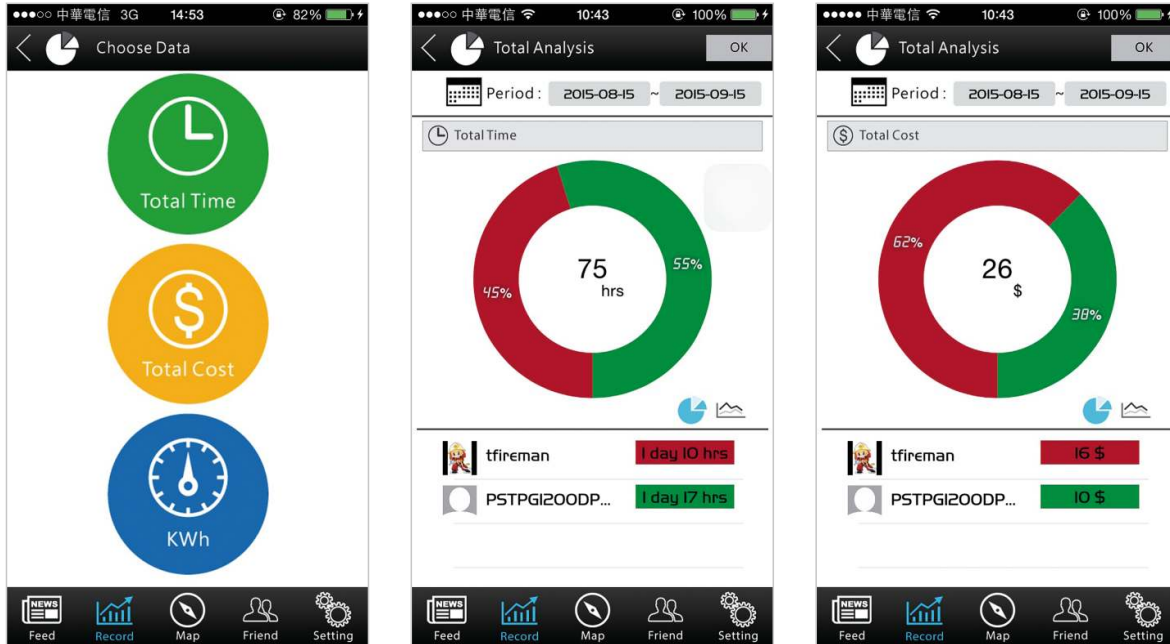 中華電信 3G 14:53 82%
Choose Data
Total Time
Total Cost
KWh
NEWS
Feed Record Map Friend Setting
中華電信 10:43 100%
Total Analysis OK
Period : 2015-08-15 ~ 2015-09-15
Total Time
55%
75
hrs
45%
tfireman 1 day 10 hrs
PSTPG1200DP... 1 day 17 hrs
NEWS
Feed Record Map Friend Setting
中華電信 10:43 100%
Total Analysis OK
Period : 2015-08-15 ~ 2015-09-15
$ Total Cost
62%
26
$
38%
tfireman 16 $
PSTPG1200DP... 10 $
NEWS
Feed Record Map Friend Setting